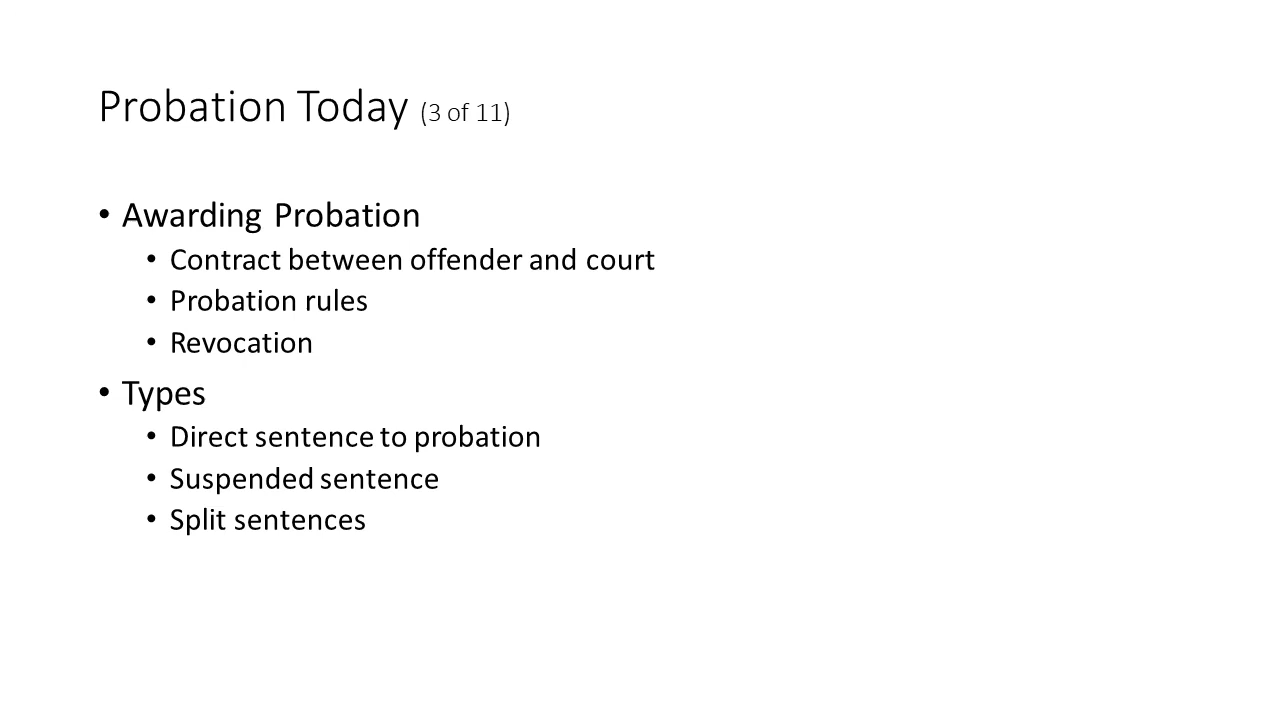 Probation Today (3 of 11)
• Awarding Probation
• Contract between offender and court
• Probation rules
• Revocation
• Types
• Direct sentence to probation
• Suspended sentence
• Split sentences